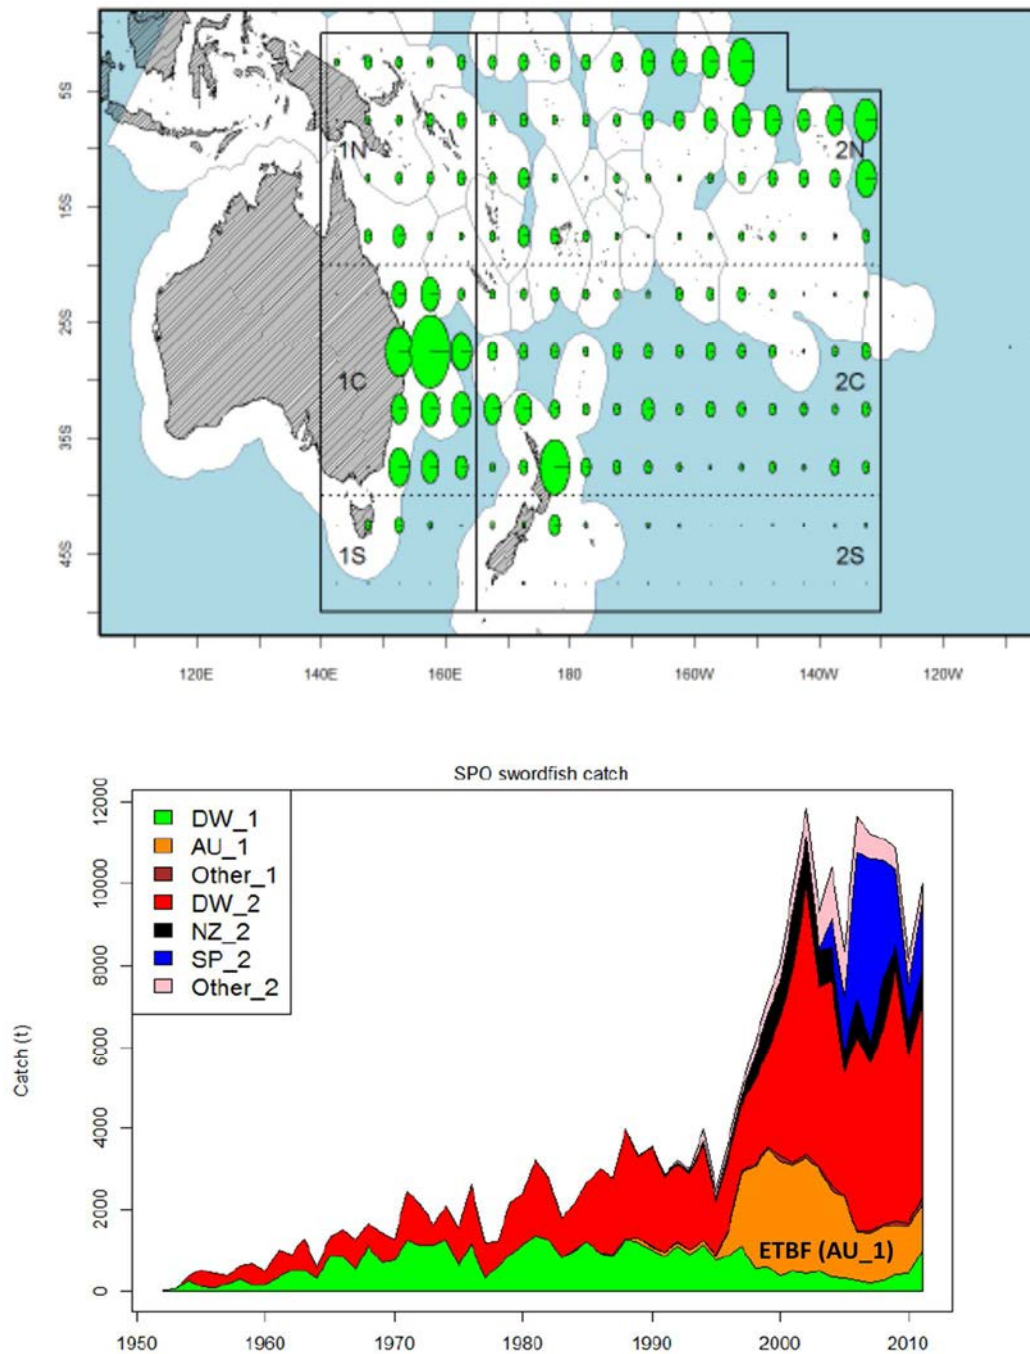 5S
1N
2N
15S
25S
1C
2C
35S
1S
2S
45S
120E
140E
160E
180
160W
140W
120W
SPO swordfish catch
12000
10000
8000
6000
4000
2000
0
Catch (t)
DW_1
AU_1
Other_1
DW_2
NZ_2
SP_2
Other_2
ETBF (AU_1)
1950
1960
1970
1980
1990
2000
2010